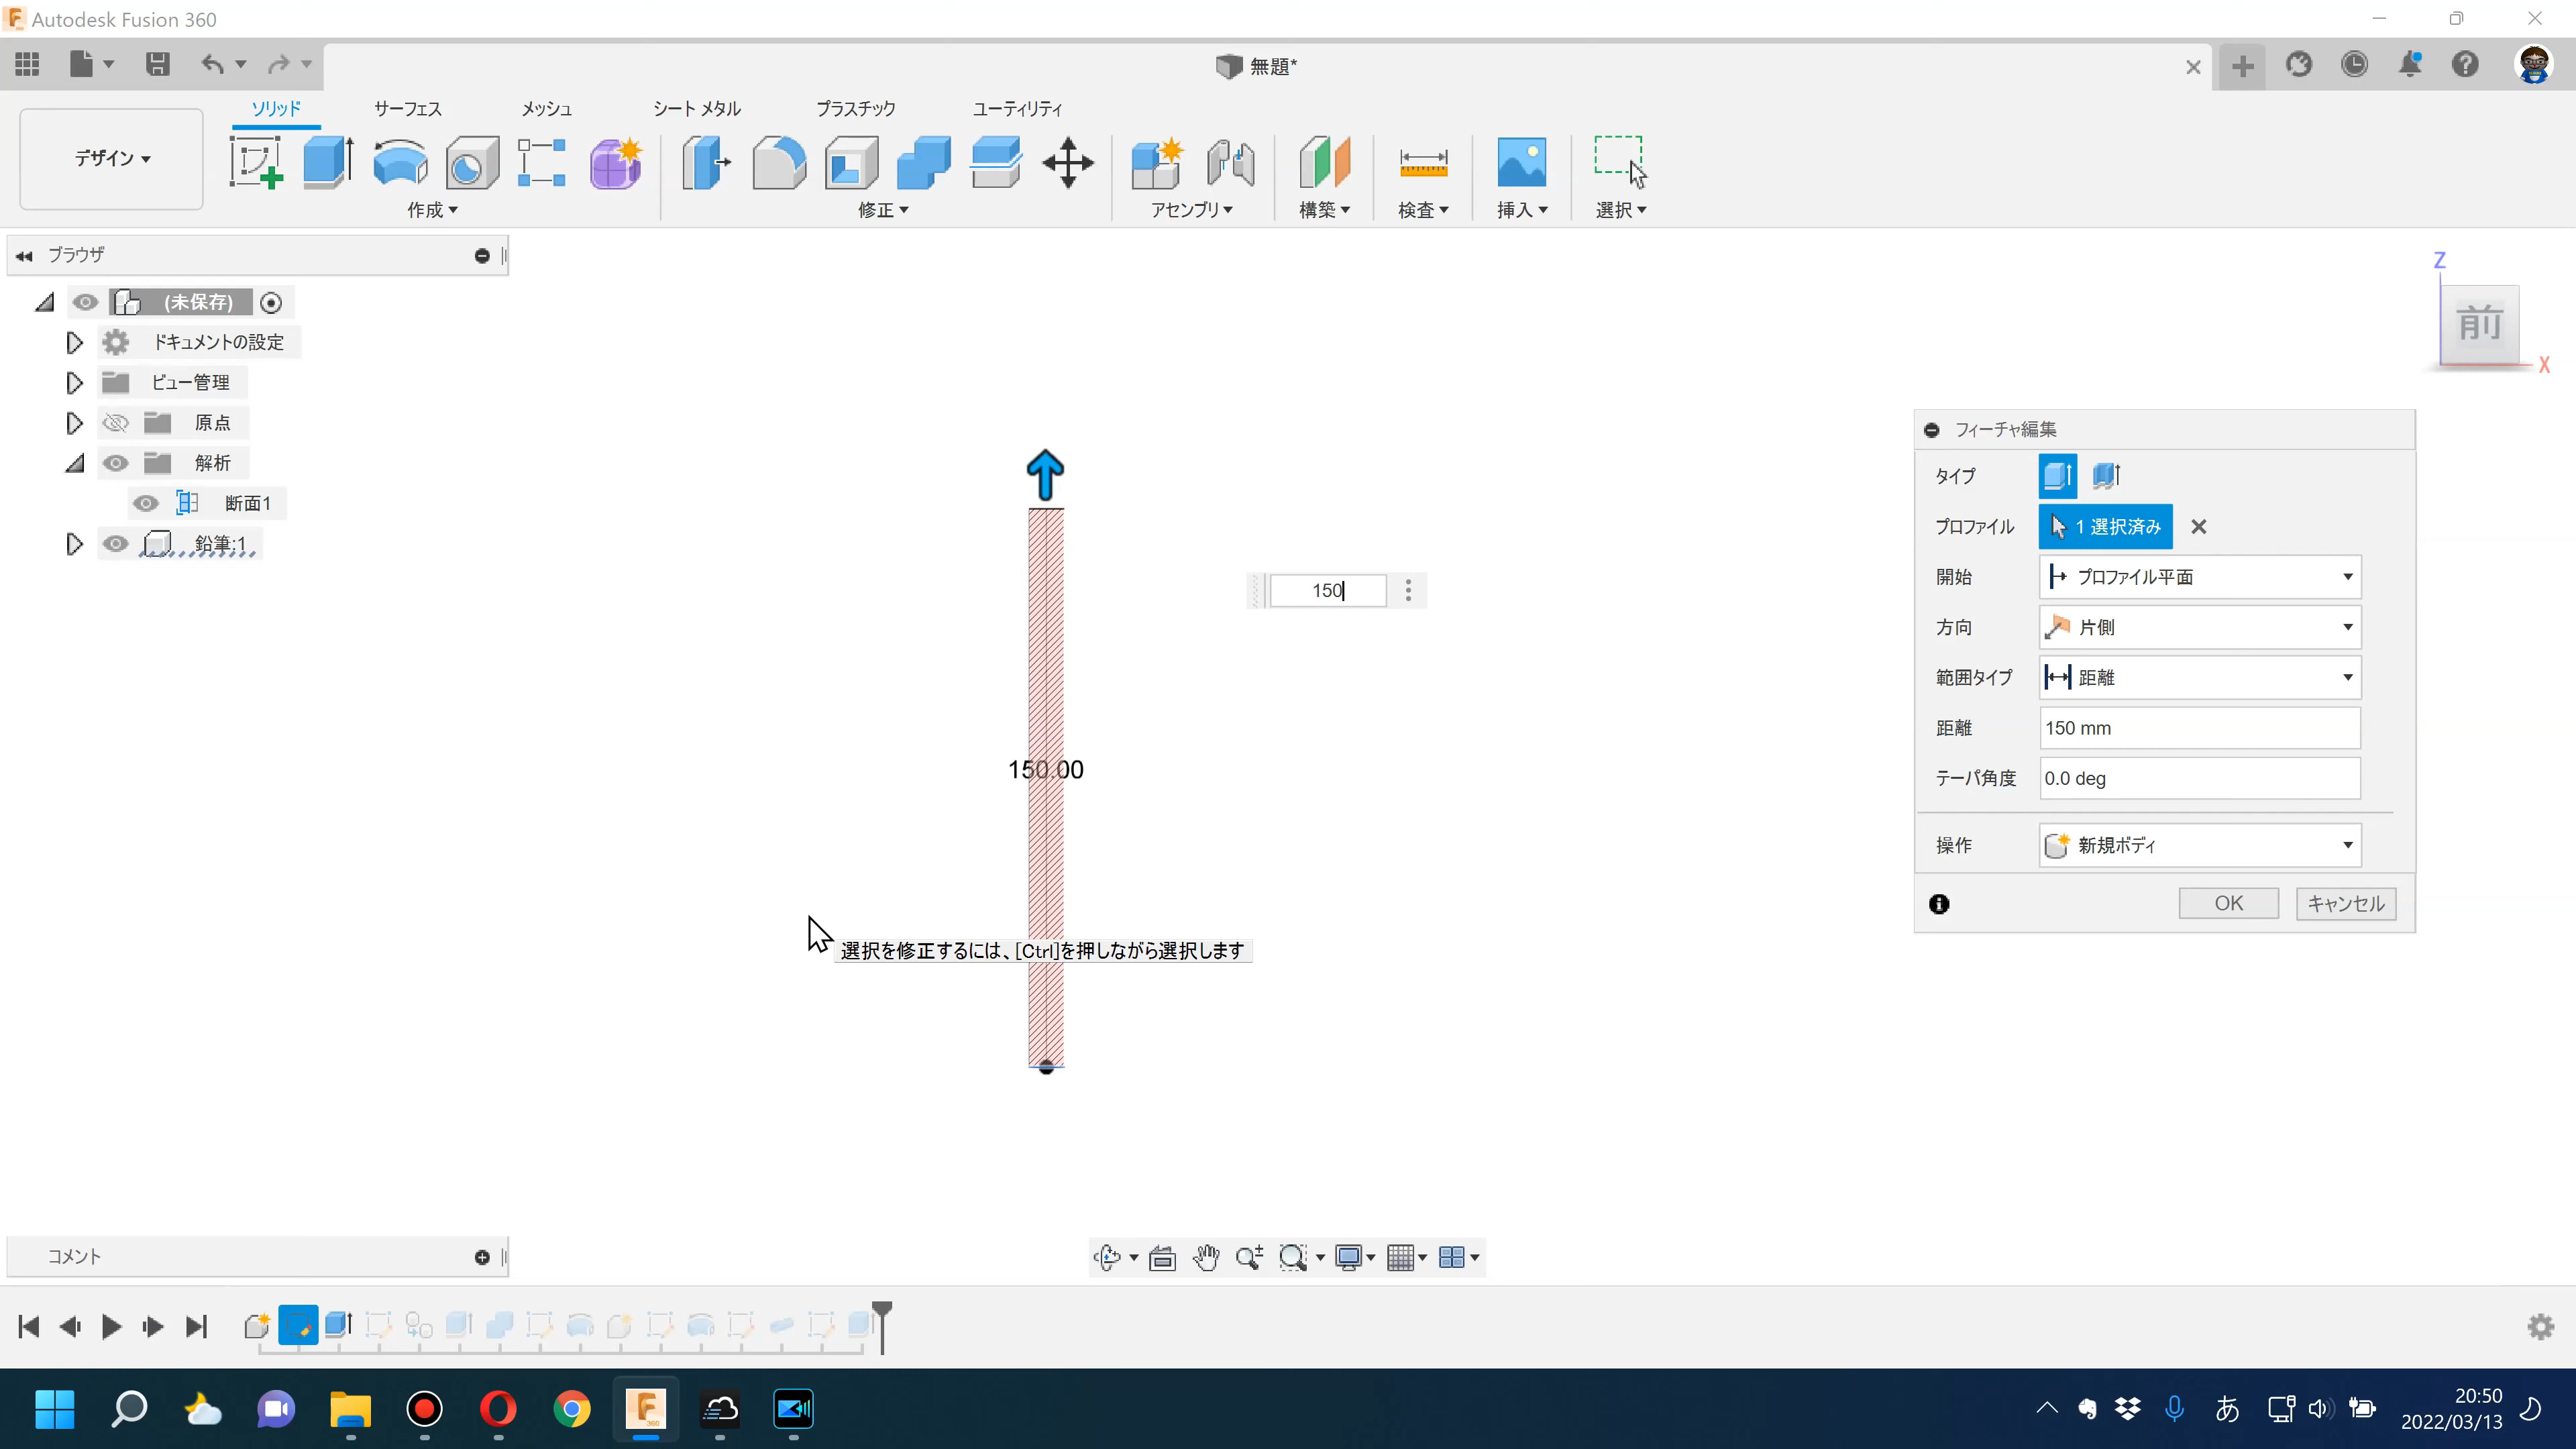 Autodesk Fusion 360
無題*
ソリッド サーフェス メッシュ シート メタル プラスチック ユーティリティ
デザイン
作成 修正 アセンブリ 構築 検査 挿入 選択
ブラウザ
(未保存)
ドキュメントの設定
ビュー管理
原点
解析
断面1
鉛筆:1
Z
前
X
150
150.00
選択を修正するには、[Ctrl]を押しながら選択します
フィーチャ編集
タイプ
プロファイル 1 選択済み
開始 プロファイル平面
方向 片側
範囲タイプ 距離
距離 150 mm
テーパ角度 0.0 deg
操作 新規ボディ
OK キャンセル
コメント
あ
20:50
2022/03/13